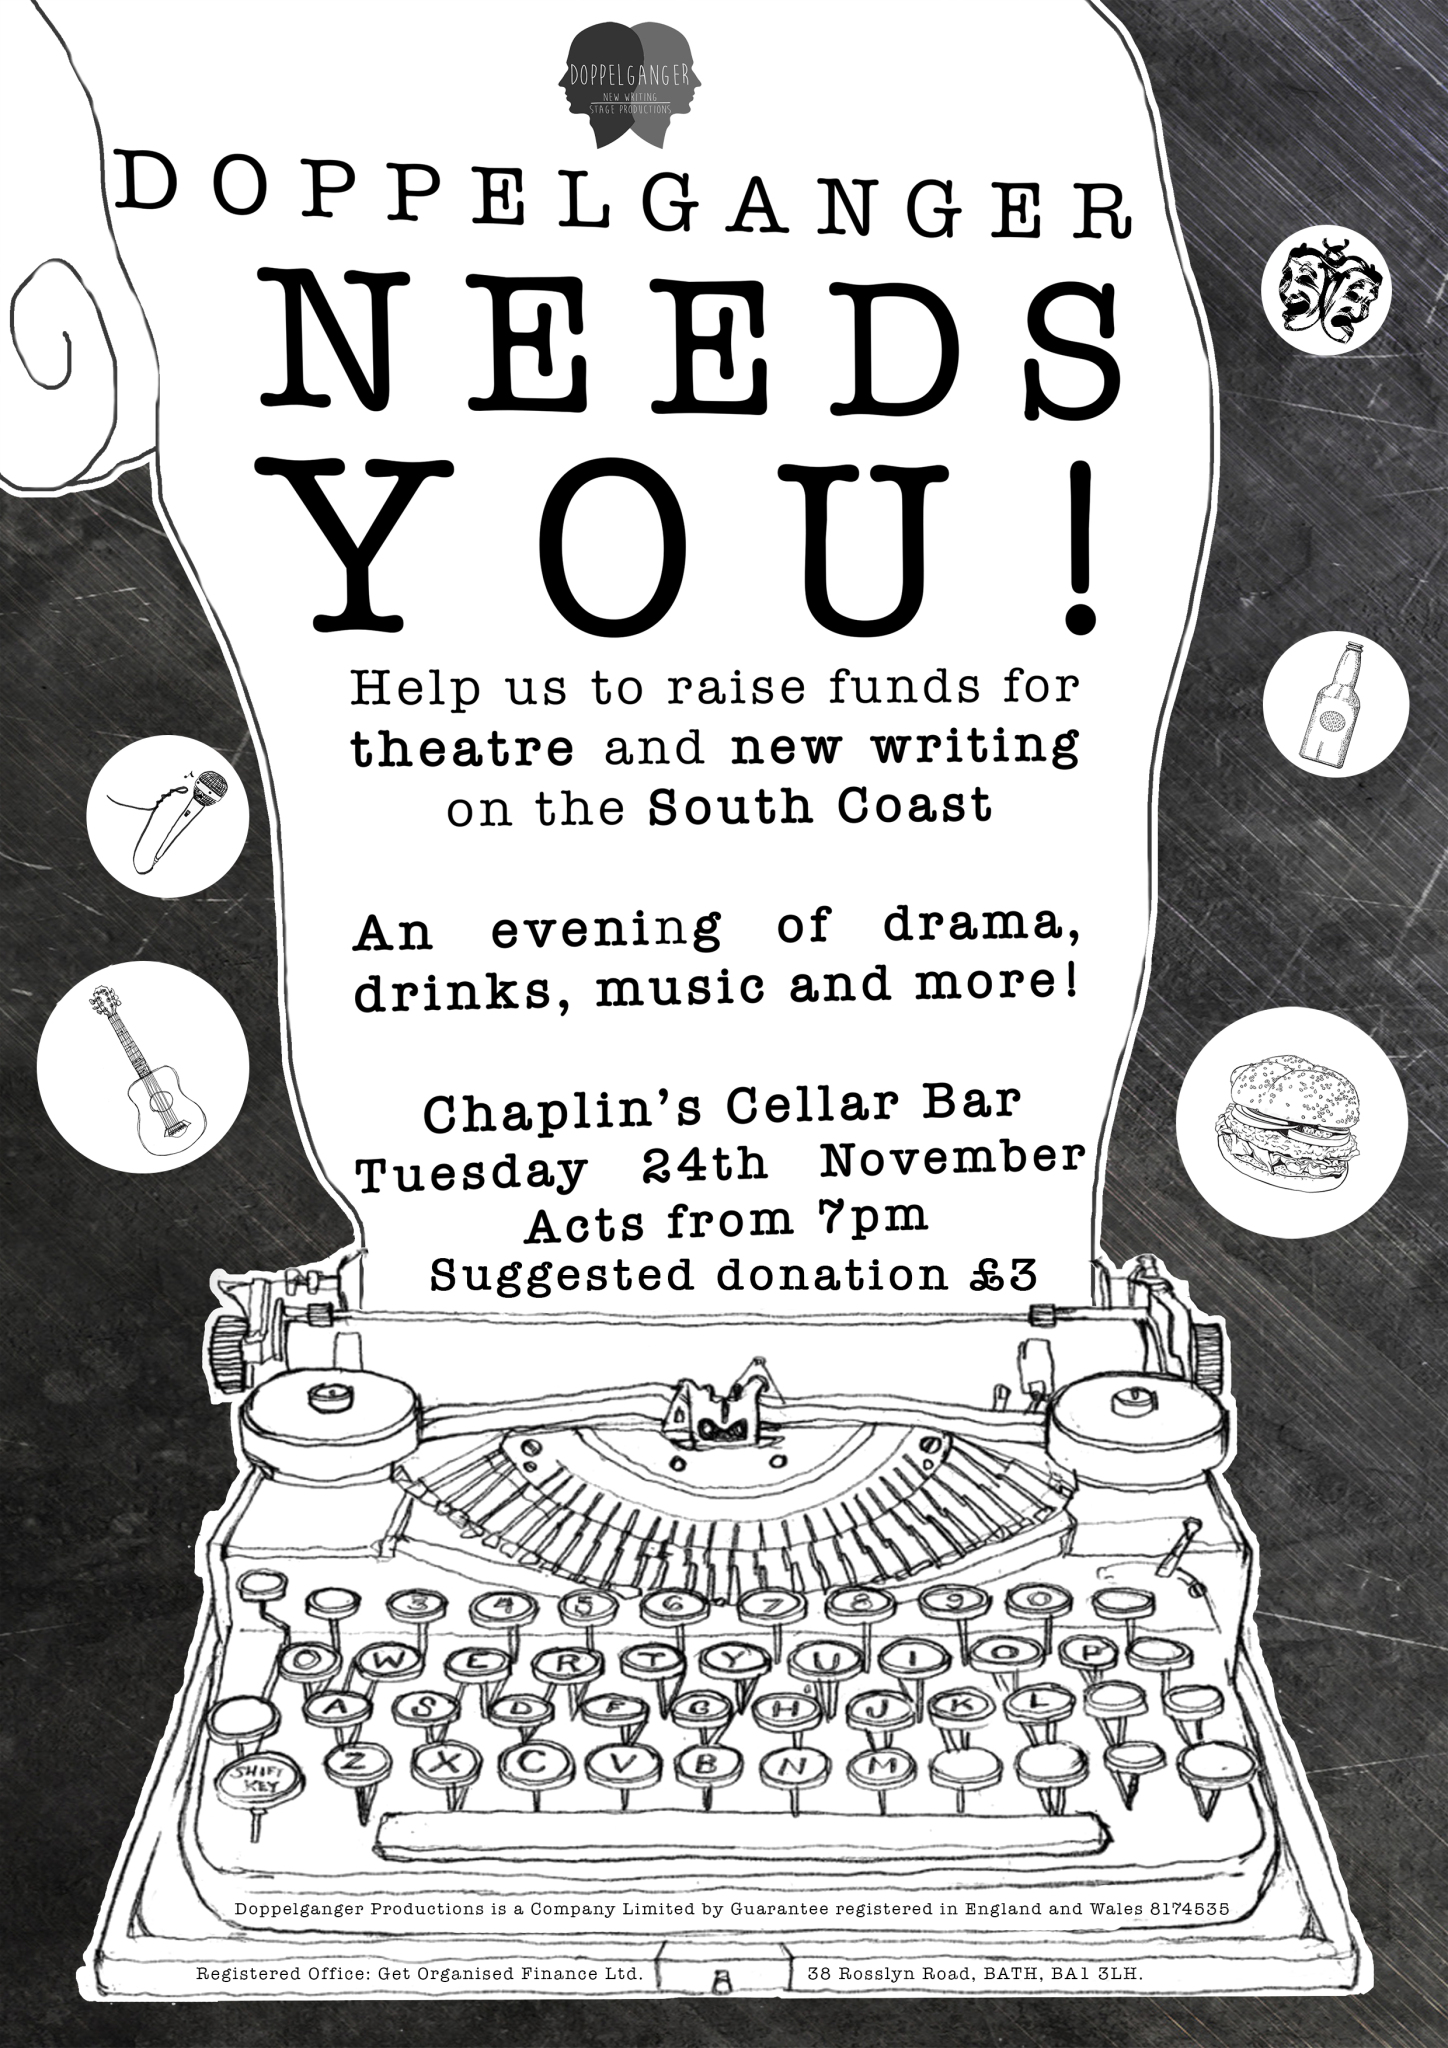 DOPPELGANGER
NEW WRITING
STAGE PRODUCTIONS
DOPPELGANGER
NEEDS
YOU!
Help us to raise funds for
theatre and new writing
on the South Coast
An evening of drama,
drinks, music and more!
Chaplin's Cellar Bar
Tuesday 24th November
Acts from 7pm
Suggested donation £3
3 4 5 6 7 8 9 0
O W E R T Y U I O P
A S D F G H J K L
SHIFT
KEY
Z X C V B N M
Doppelganger Productions is a Company Limited by Guarantee registered in England and Wales 8174535
Registered Office: Get Organised Finance Ltd. 38 Rosslyn Road, BATH, BA1 3LH.